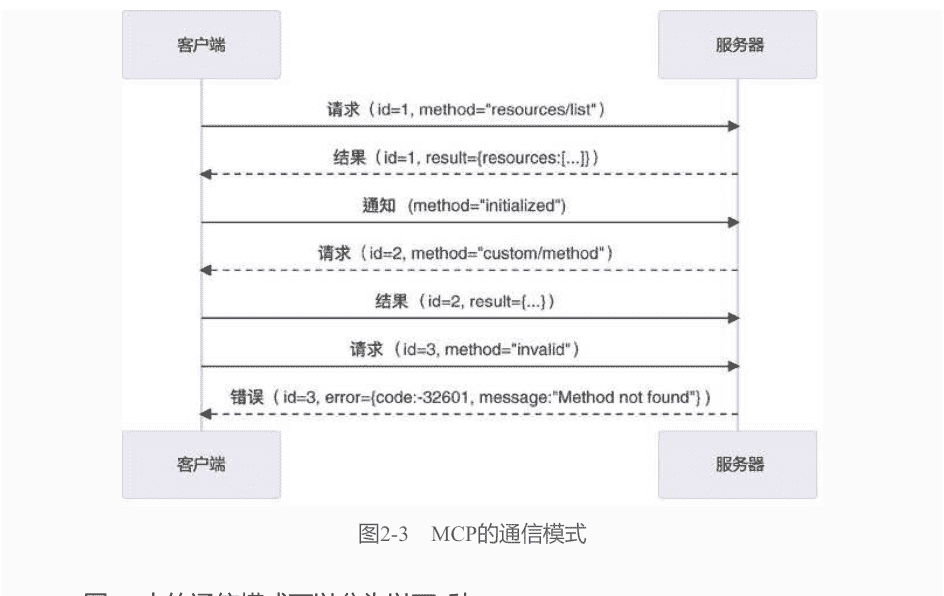 客户端 服务器
请求（id=1, method="resources/list"）
结果（id=1, result={resources:[...]}）
通知 (method="initialized")
请求（id=2, method="custom/method"）
结果（id=2, result={...}）
请求（id=3, method="invalid"）
错误（id=3, error={code:-32601, message:"Method not found"}）
客户端 服务器
图2-3 MCP的通信模式